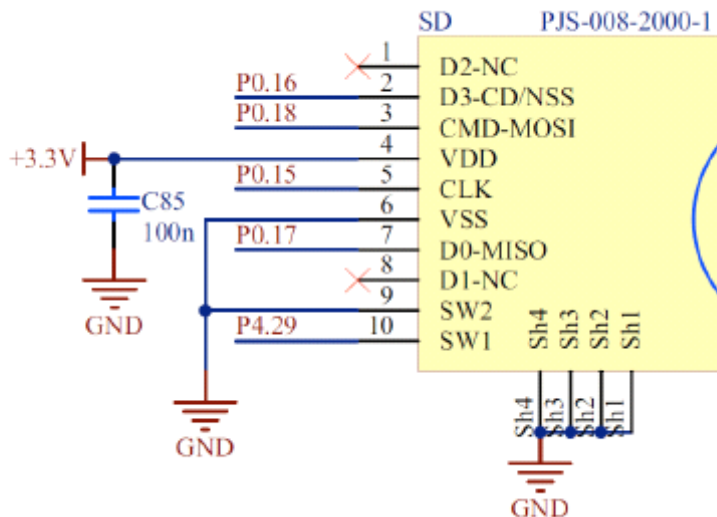 SD PJS-008-2000-1
1 D2-NC
P0.16 2 D3-CD/NSS
P0.18 3 CMD-MOSI
+3.3V 4 VDD
P0.15 5 CLK
C85
100n
6 VSS
P0.17 7 D0-MISO
8 D1-NC
GND
9 SW2
P4.29 10 SW1
Sh4 Sh3 Sh2 Sh1
Sh4 Sh3 Sh2 Sh1
GND
GND